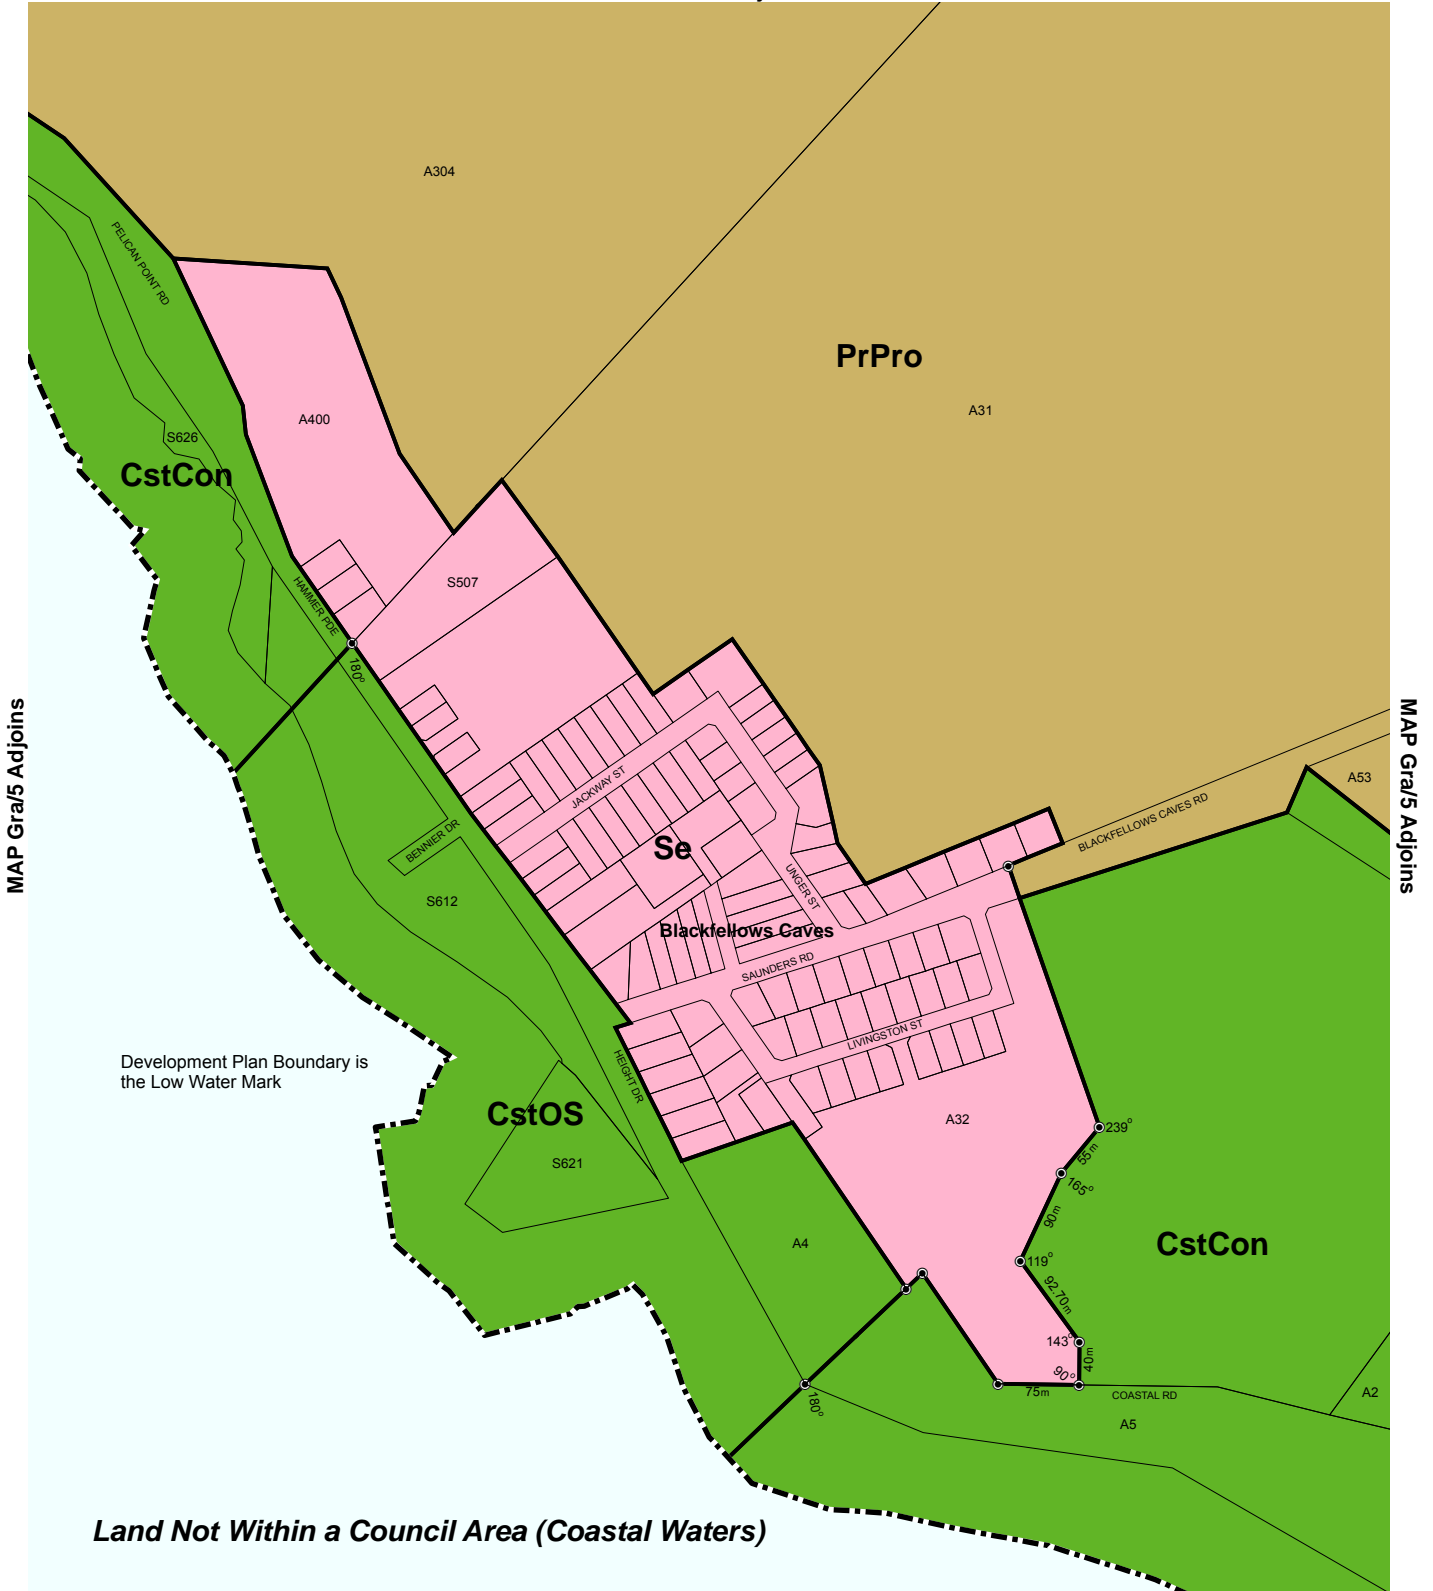 A304
PELICAN POINT RD
PrPro
A31
A400
S626
CstCon
S507
HAMMER PDE
180°
MAP Gra/5 Adjoins
MAP Gra/5 Adjoins
A53
JACKWAY ST
BLACKFELLOWS CAVES RD
BENNIER DR
Se
UNGER ST
S612
Blackfellows Caves
SAUNDERS RD
LIVINGSTON ST
Development Plan Boundary is
the Low Water Mark
HEIGHT DR
CstOS
A32
239°
55m
S621
165°
90m
A4
CstCon
119°
92.70m
143°
40m
90°
75m
COASTAL RD
A2
180°
A5
Land Not Within a Council Area (Coastal Waters)